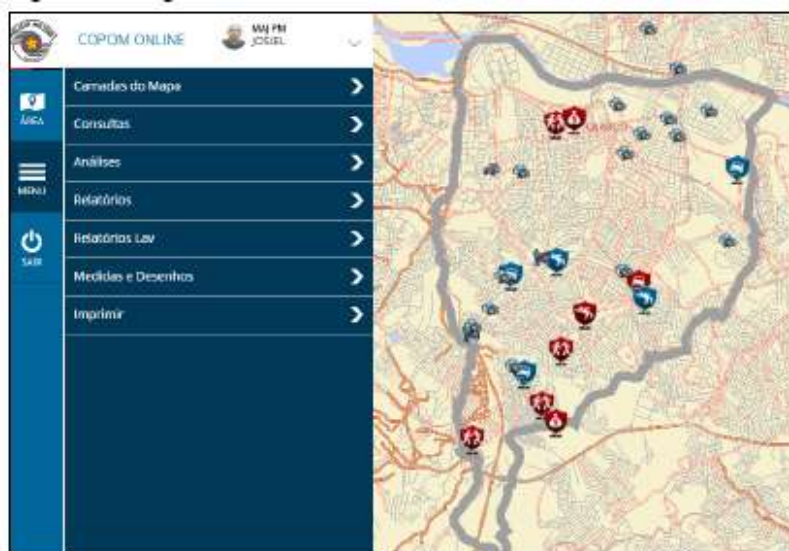 COPOM ONLINE
MAJ PM
JOSIEL
ÁREA
MENU
SAIR
Camadas do Mapa
Consultas
Análises
Relatórios
Relatórios Lav
Medidas e Desenhos
Imprimir